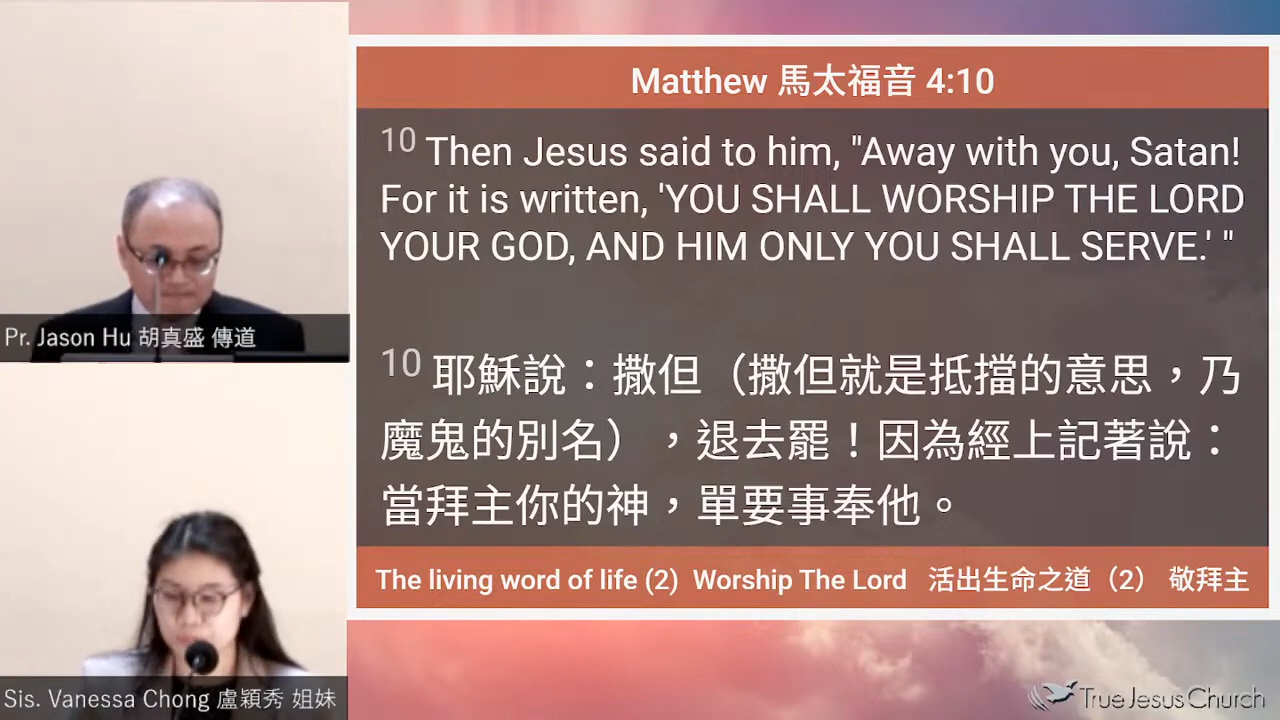 Matthew 馬太福音 4:10
10 Then Jesus said to him, "Away with you, Satan!
For it is written, 'YOU SHALL WORSHIP THE LORD
YOUR GOD, AND HIM ONLY YOU SHALL SERVE.' "
10 耶穌說：撒但（撒但就是抵擋的意思，乃
魔鬼的別名），退去罷！因為經上記著說：
當拜主你的神，單要事奉他。
The living word of life (2) Worship The Lord 活出生命之道（2） 敬拜主
Pr. Jason Hu 胡真盛 傳道
Sis. Vanessa Chong 盧穎秀 姐妹
True Jesus Church